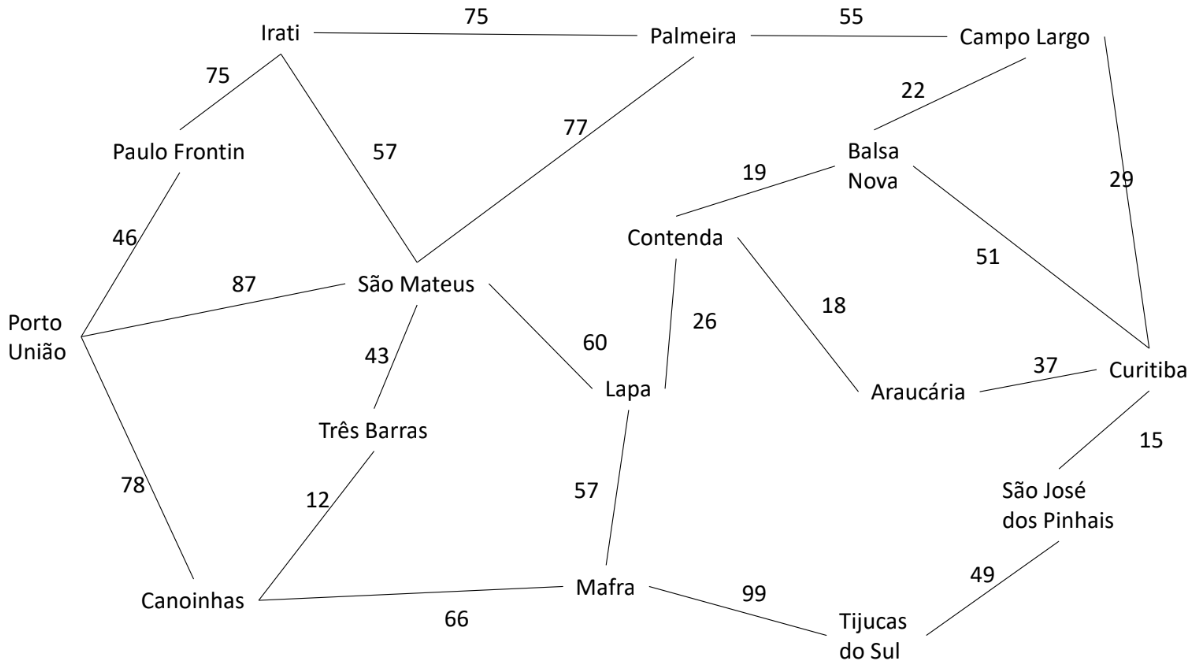 75
55
Irati
Palmeira
Campo Largo
75
22
77
Paulo Frontin
57
Balsa
Nova
19
29
46
Contenda
51
87
São Mateus
Porto
União
26
18
60
43
37
Curitiba
Lapa
Araucária
Três Barras
15
78
12
57
São José
dos Pinhais
49
Canoinhas
Mafra
99
66
Tijucas
do Sul